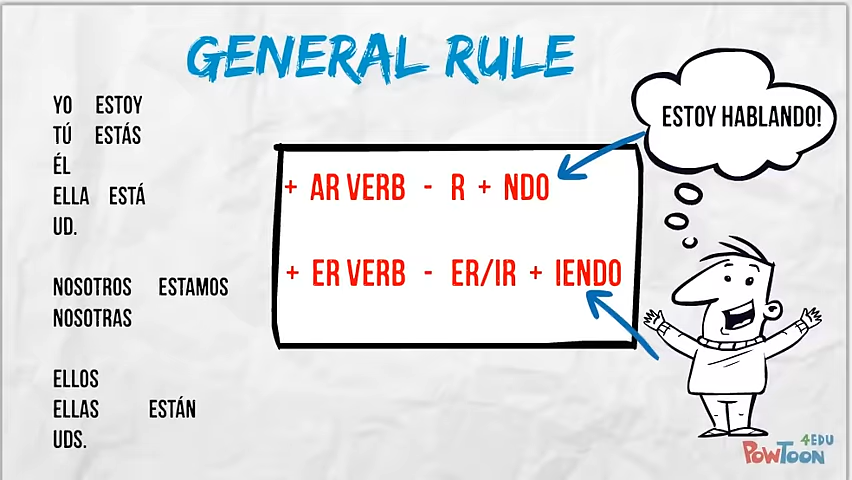 GENERAL RULE
YO ESTOY
TÚ ESTÁS
ÉL
ELLA ESTÁ
UD.
NOSOTROS ESTAMOS
NOSOTRAS
ELLOS
ELLAS ESTÁN
UDS.
+ AR VERB - R + NDO
+ ER VERB - ER/IR + IENDO
ESTOY HABLANDO!
4EDU
POWTOON